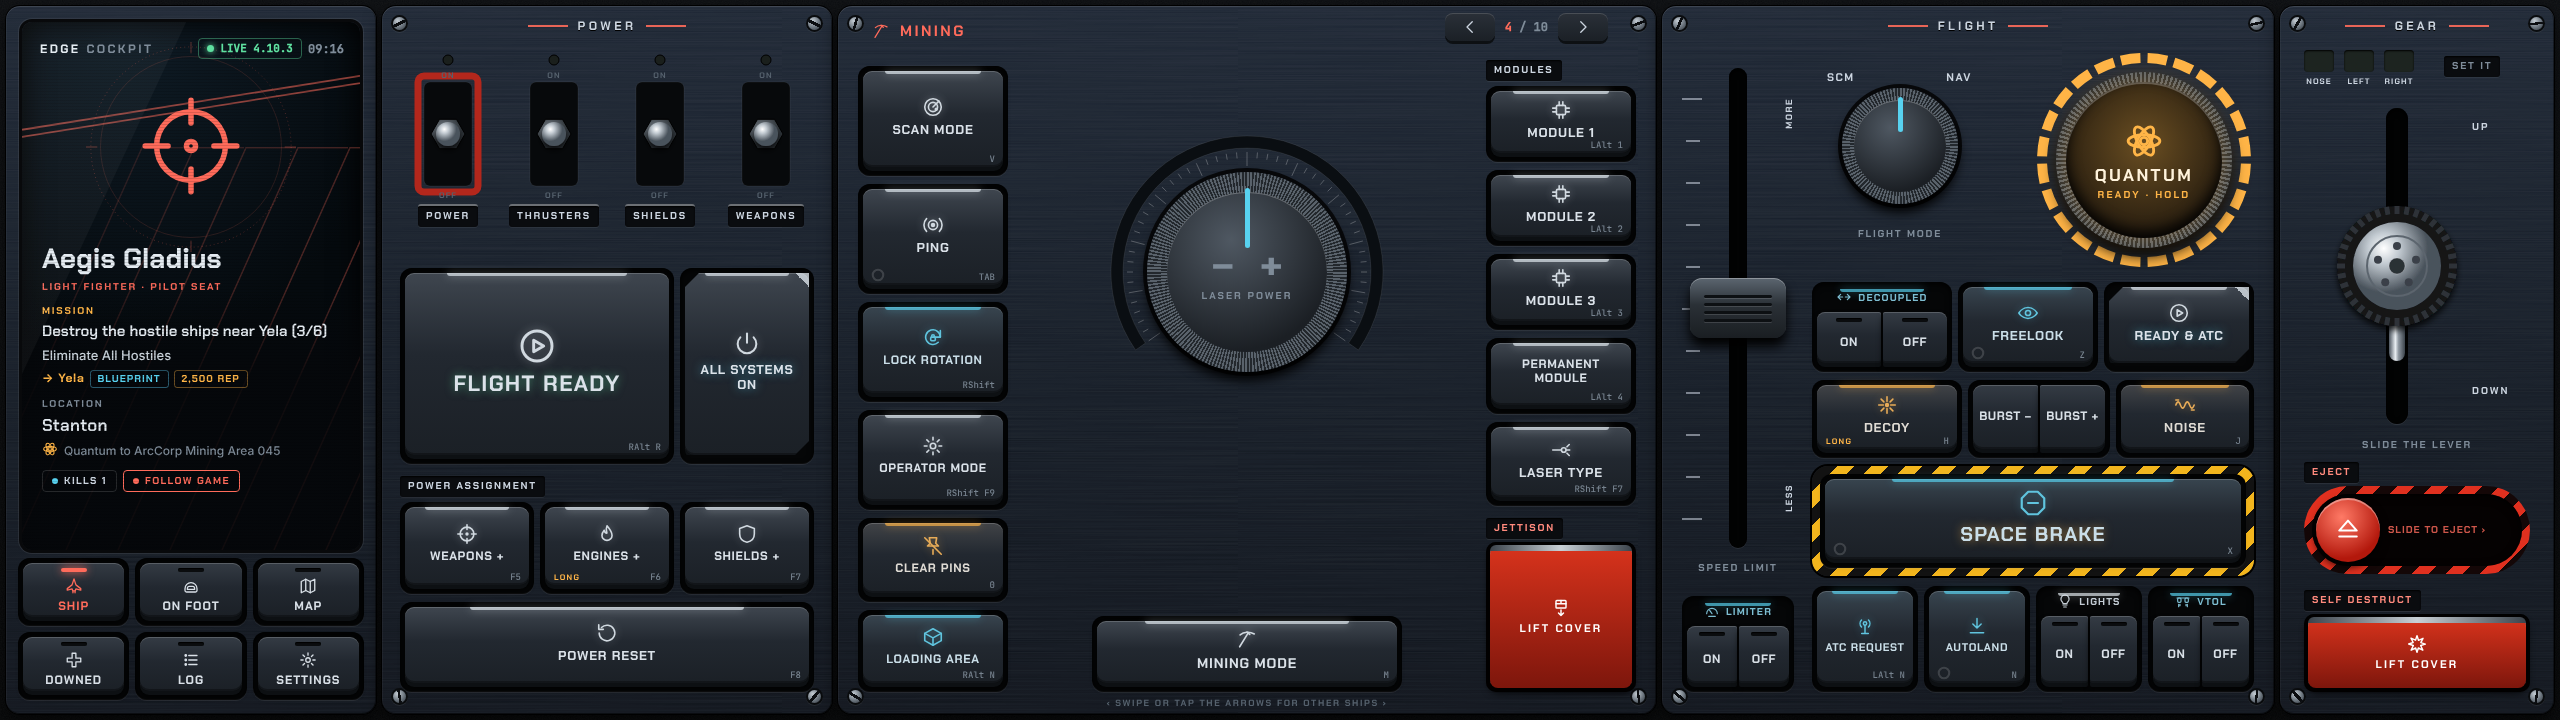 EDGE COCKPIT
LIVE 4.10.3
09:16
Aegis Gladius
LIGHT FIGHTER · PILOT SEAT
MISSION
Destroy the hostile ships near Yela (3/6)
Eliminate All Hostiles
→ Yela
BLUEPRINT
2,500 REP
LOCATION
Stanton
Quantum to ArcCorp Mining Area 045
KILLS 1
FOLLOW GAME
SHIP
ON FOOT
MAP
DOWNED
LOG
SETTINGS
POWER
ON
ON
ON
ON
OFF
OFF
OFF
OFF
POWER
THRUSTERS
SHIELDS
WEAPONS
FLIGHT READY
RAlt R
ALL SYSTEMS
ON
POWER ASSIGNMENT
WEAPONS +
F5
ENGINES +
LONG
F6
SHIELDS +
F7
POWER RESET
F8
MINING
4 / 10
SCAN MODE
V
PING
TAB
LOCK ROTATION
RShift
OPERATOR MODE
RShift F9
CLEAR PINS
0
LOADING AREA
RAlt N
− +
LASER POWER
MINING MODE
M
‹ SWIPE OR TAP THE ARROWS FOR OTHER SHIPS ›
MODULES
MODULE 1
LAlt 1
MODULE 2
LAlt 2
MODULE 3
LAlt 3
PERMANENT
MODULE
LAlt 4
LASER TYPE
RShift F7
JETTISON
LIFT COVER
FLIGHT
MORE
LESS
SPEED LIMIT
LIMITER
ON
OFF
SCM
NAV
FLIGHT MODE
QUANTUM
READY · HOLD
DECOUPLED
ON
OFF
FREELOOK
Z
READY & ATC
DECOY
LONG
H
BURST −
BURST +
NOISE
J
SPACE BRAKE
X
ATC REQUEST
LAlt N
AUTOLAND
N
LIGHTS
ON
OFF
VTOL
ON
OFF
GEAR
NOSE
LEFT
RIGHT
SET IT
UP
DOWN
SLIDE THE LEVER
EJECT
SLIDE TO EJECT ›
SELF DESTRUCT
LIFT COVER